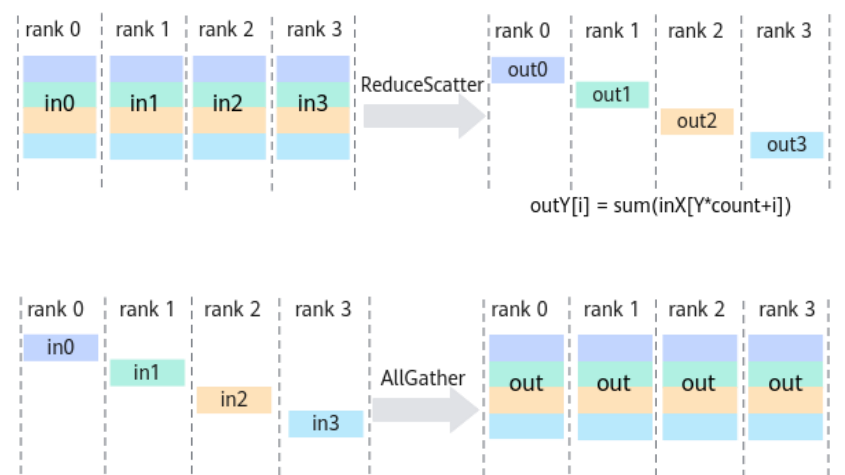 rank 0 rank 1 rank 2 rank 3
rank 0 rank 1 rank 2 rank 3
in0 in1 in2 in3
ReduceScatter
out0
out1
out2
out3
outY[i] = sum(inX[Y*count+i])
rank 0 rank 1 rank 2 rank 3
rank 0 rank 1 rank 2 rank 3
in0
in1
in2
in3
AllGather
out out out out